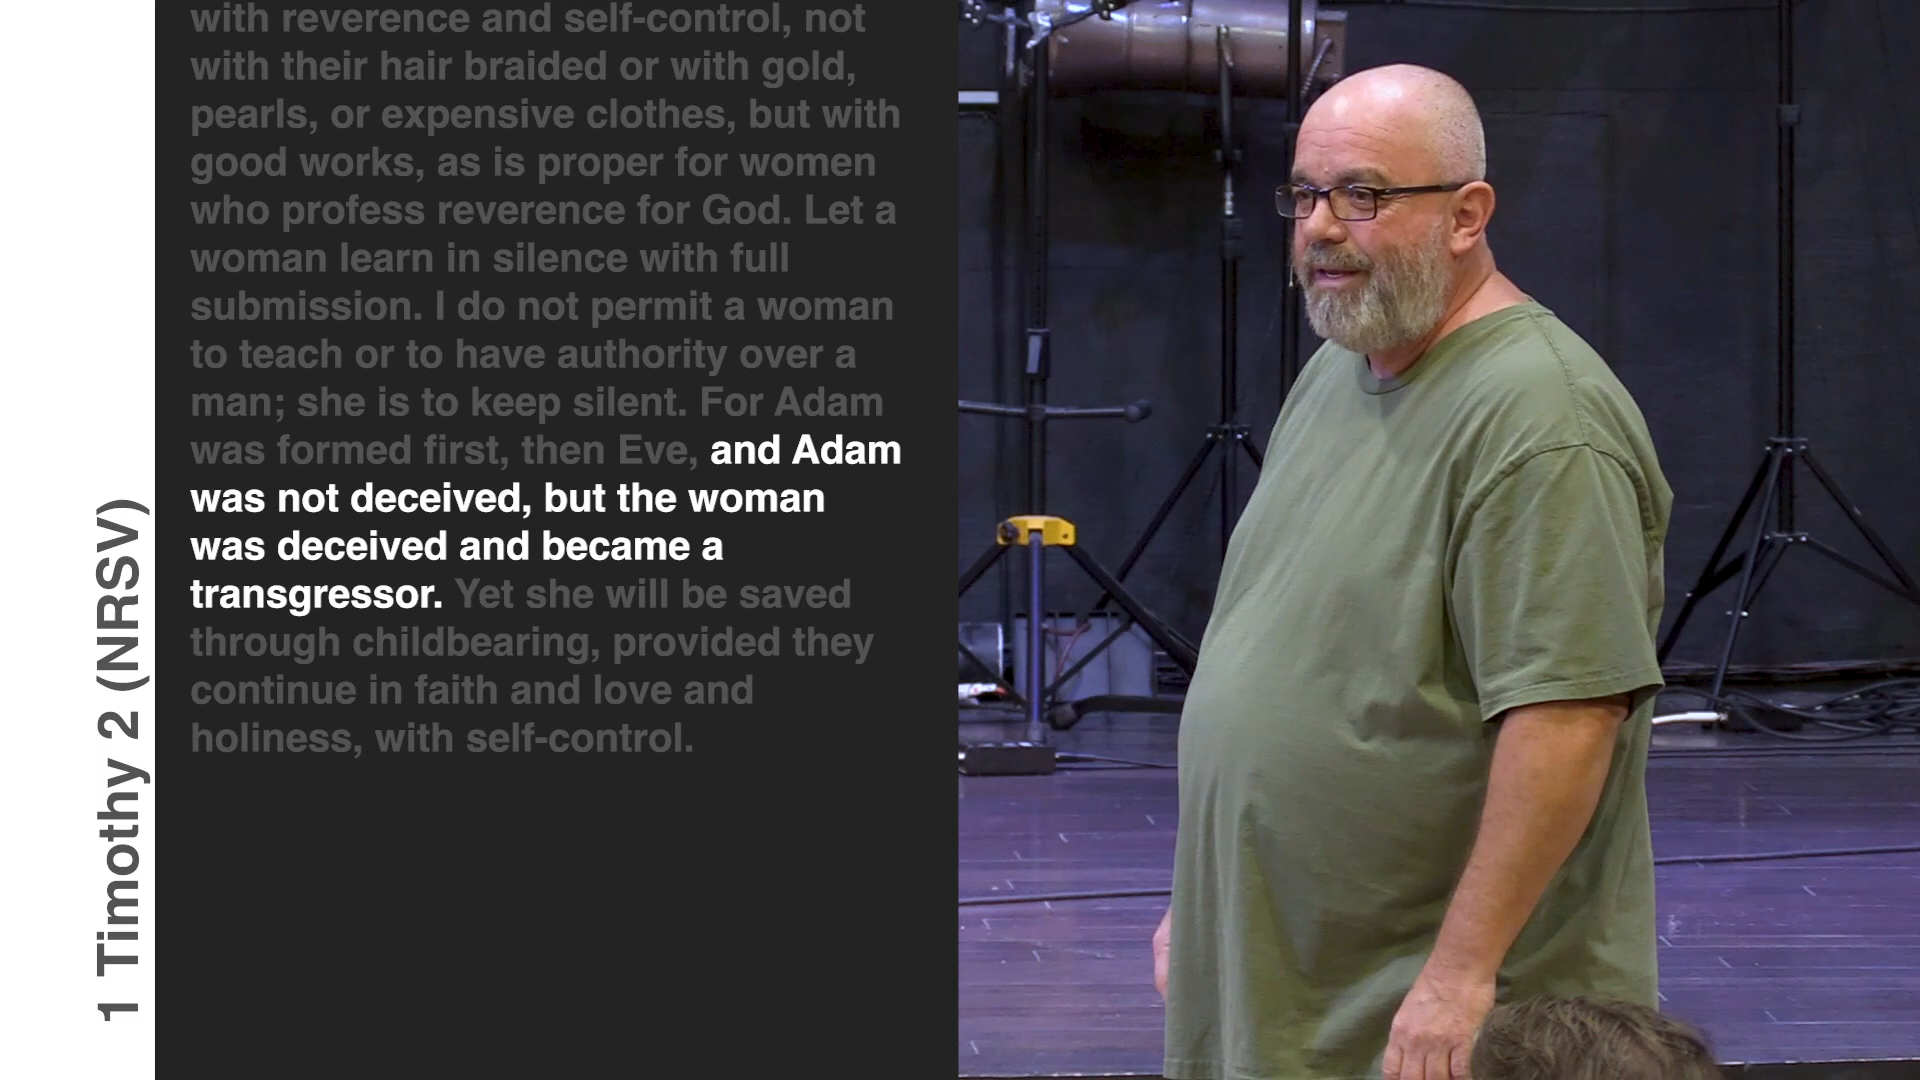 with reverence and self-control, not
with their hair braided or with gold,
pearls, or expensive clothes, but with
good works, as is proper for women
who profess reverence for God. Let a
woman learn in silence with full
submission. I do not permit a woman
to teach or to have authority over a
man; she is to keep silent. For Adam
was formed first, then Eve, and Adam
was not deceived, but the woman
was deceived and became a
transgressor. Yet she will be saved
through childbearing, provided they
continue in faith and love and
holiness, with self-control.
1 Timothy 2 (NRSV)